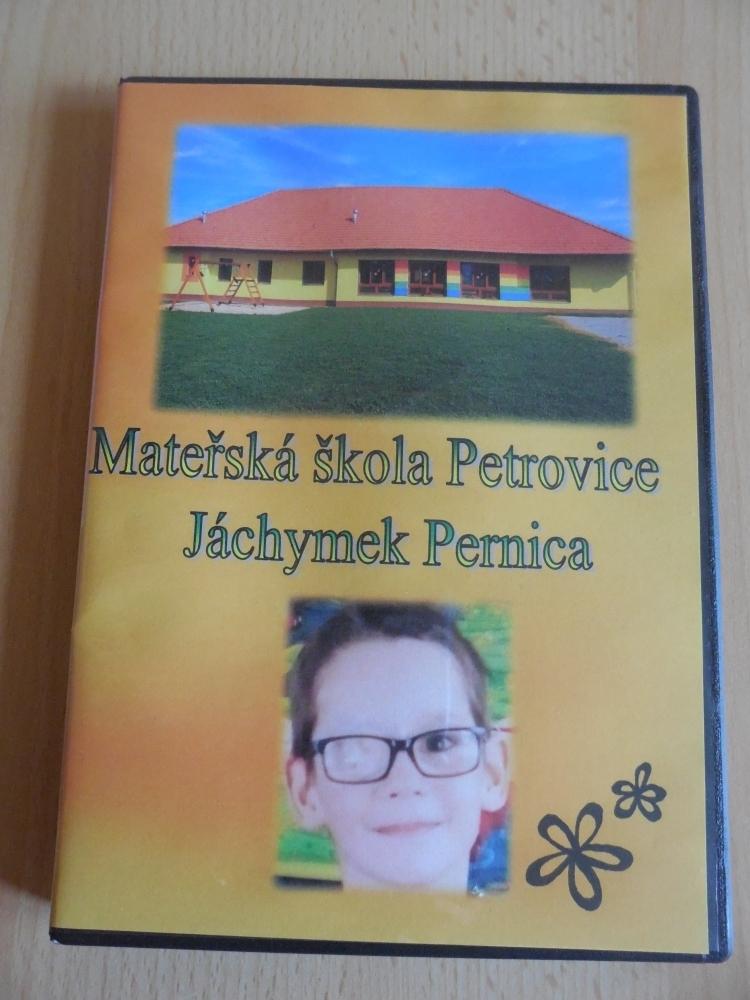 Mateřská škola Petrovice
Jáchymek Pernica